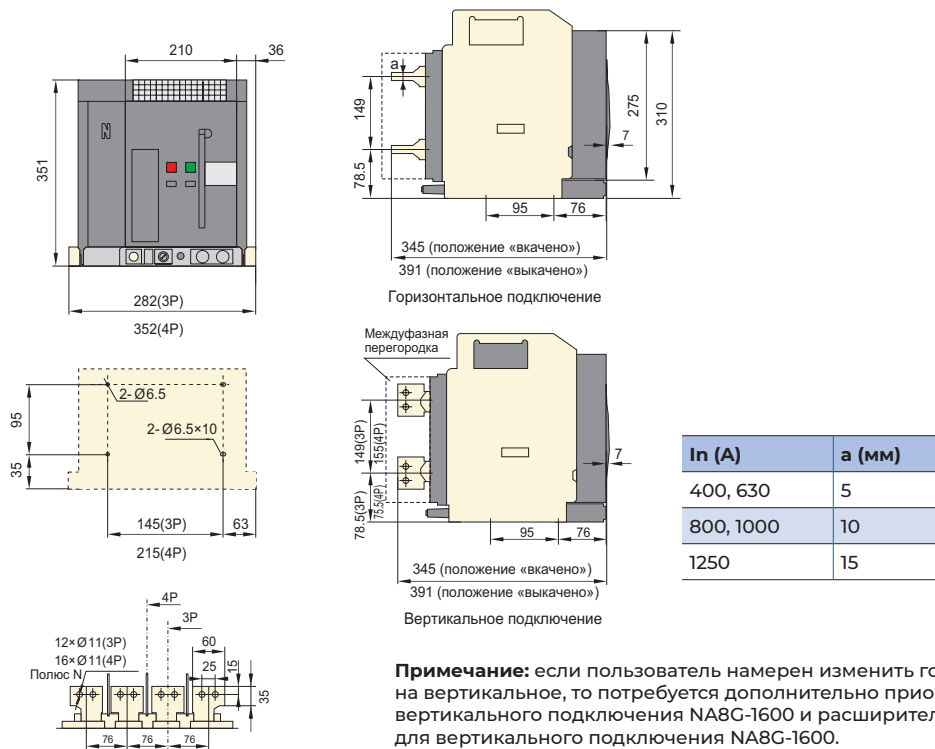 210
36
351
282(3P)
352(4P)
a
149
78.5
275
310
7
95
76
345 (положение «вкачено»)
391 (положение «выкачено»)
Горизонтальное подключение
2-Ø6.5
2-Ø6.5×10
95
35
145(3P)
63
215(4P)
Междуфазная
перегородка
149(3P)
155(4P)
78.5(3P)
75.5(4P)
7
95
76
345 (положение «вкачено»)
391 (положение «выкачено»)
Вертикальное подключение
In (A) a (мм)
400, 630 5
800, 1000 10
1250 15
4P
3P
12×Ø11(3P)
16×Ø11(4P)
Полюс N
60
25
15
35
76
76
76
Примечание: если пользователь намерен изменить го
на вертикальное, то потребуется дополнительно прио
вертикального подключения NA8G-1600 и расширител
для вертикального подключения NA8G-1600.